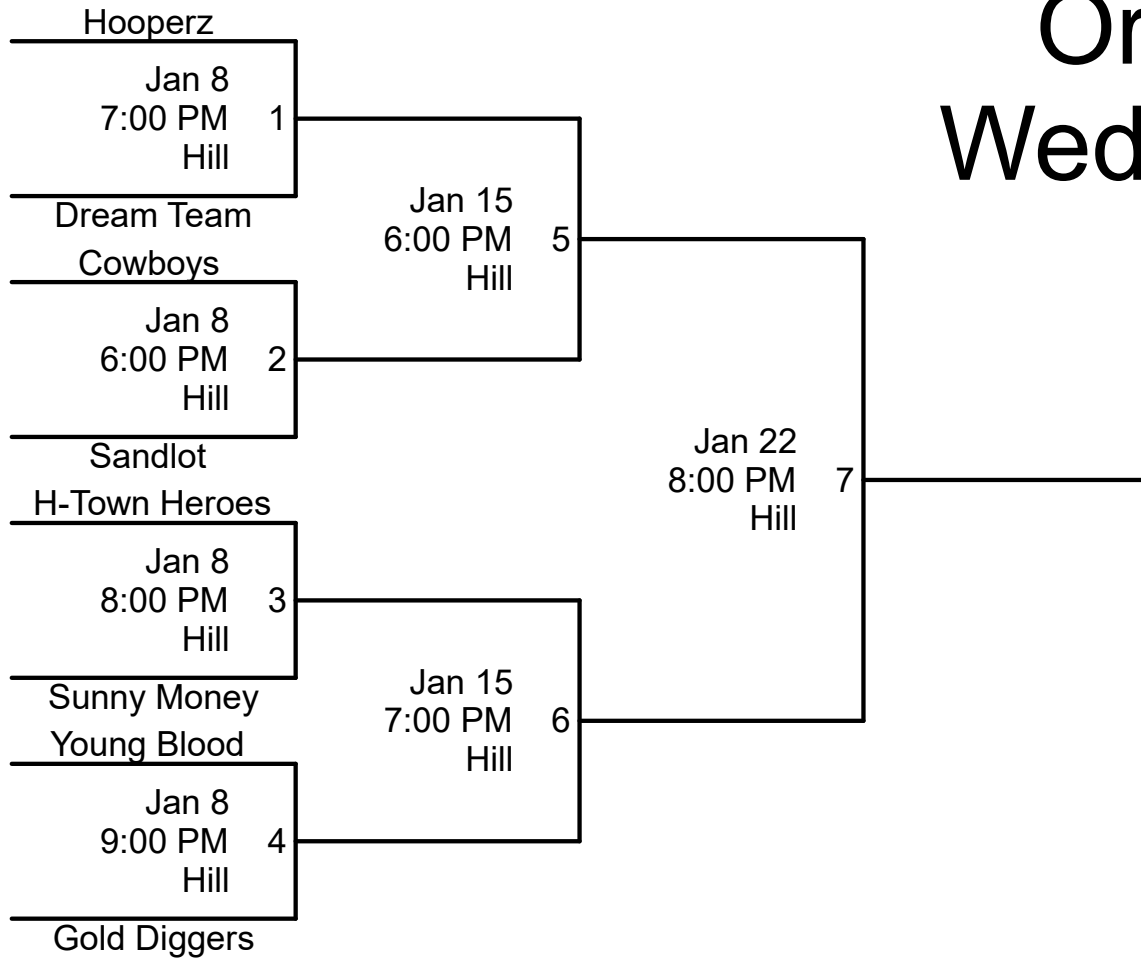 Hooperz
Jan 8
7:00 PM 1
Hill
Dream Team
Cowboys
Jan 8
6:00 PM 2
Hill
Sandlot
H-Town Heroes
Jan 8
8:00 PM 3
Hill
Sunny Money
Young Blood
Jan 8
9:00 PM 4
Hill
Gold Diggers
Jan 15
6:00 PM 5
Hill
Jan 15
7:00 PM 6
Hill
Jan 22
8:00 PM 7
Hill
Wed